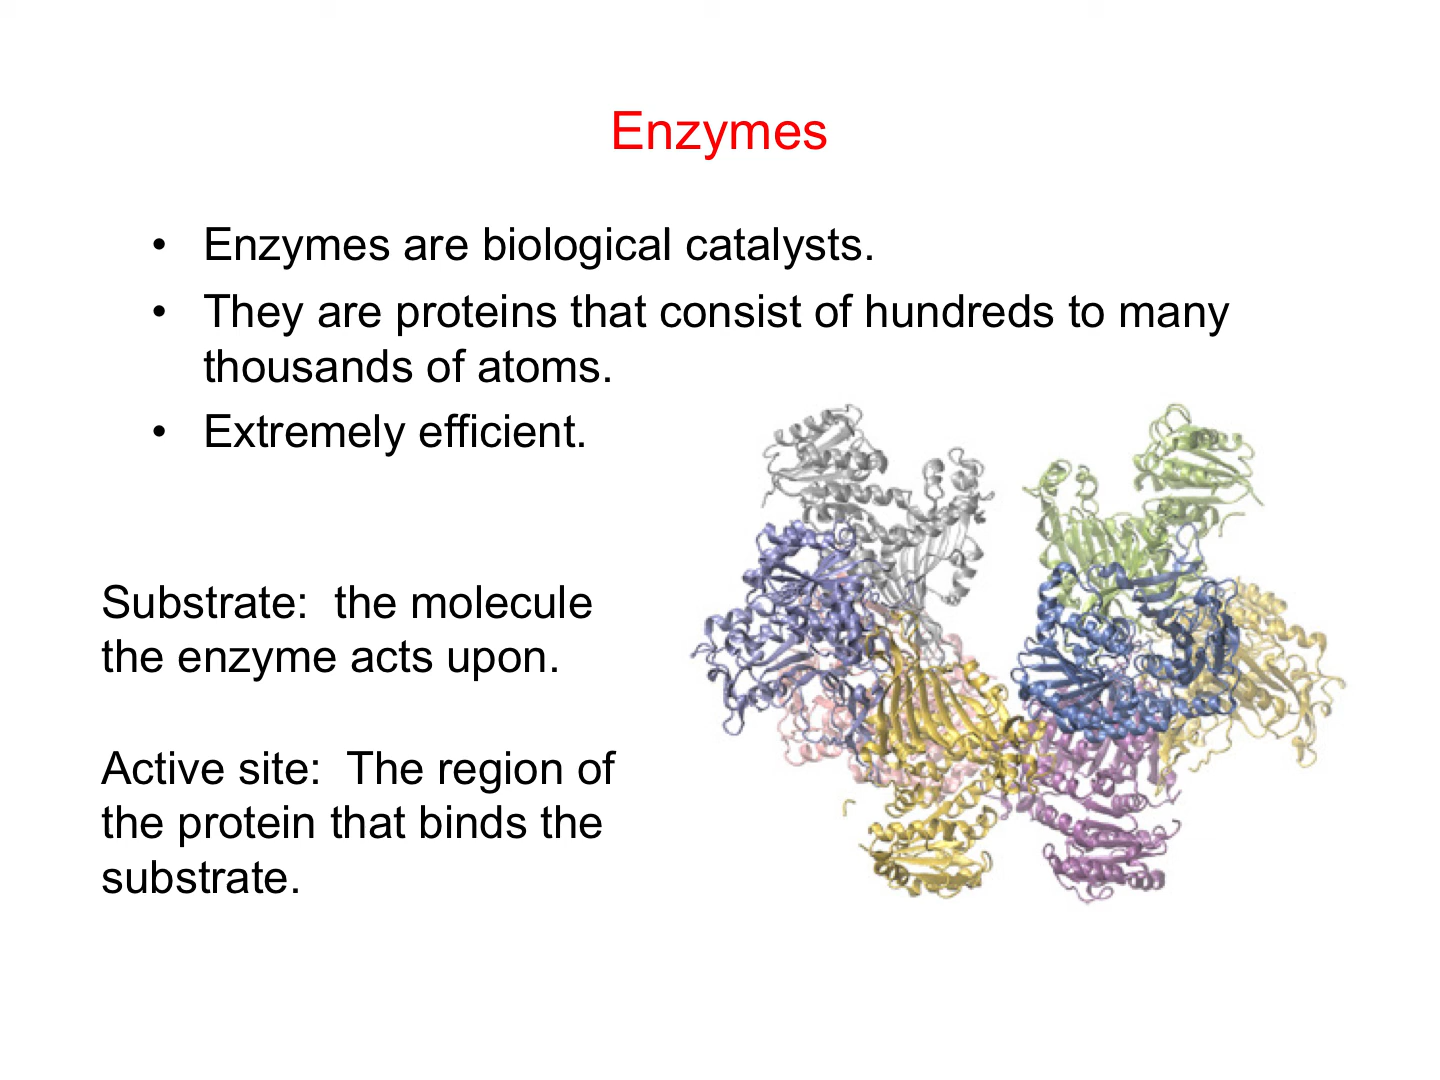 Enzymes
• Enzymes are biological catalysts.
• They are proteins that consist of hundreds to many
thousands of atoms.
• Extremely efficient.
Substrate:  the molecule
the enzyme acts upon.
Active site:  The region of
the protein that binds the
substrate.